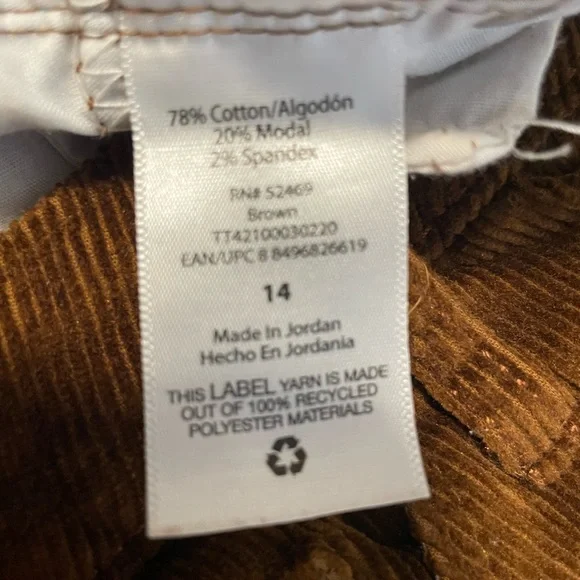 78% Cotton/Algodón
20% Modal
2% Spandex
RN# 52469
Brown
TT42100030220
EAN/UPC 8 8496826619
14
Made In Jordan
Hecho En Jordania
THIS LABEL YARN IS MADE
OUT OF 100% RECYCLED
POLYESTER MATERIALS